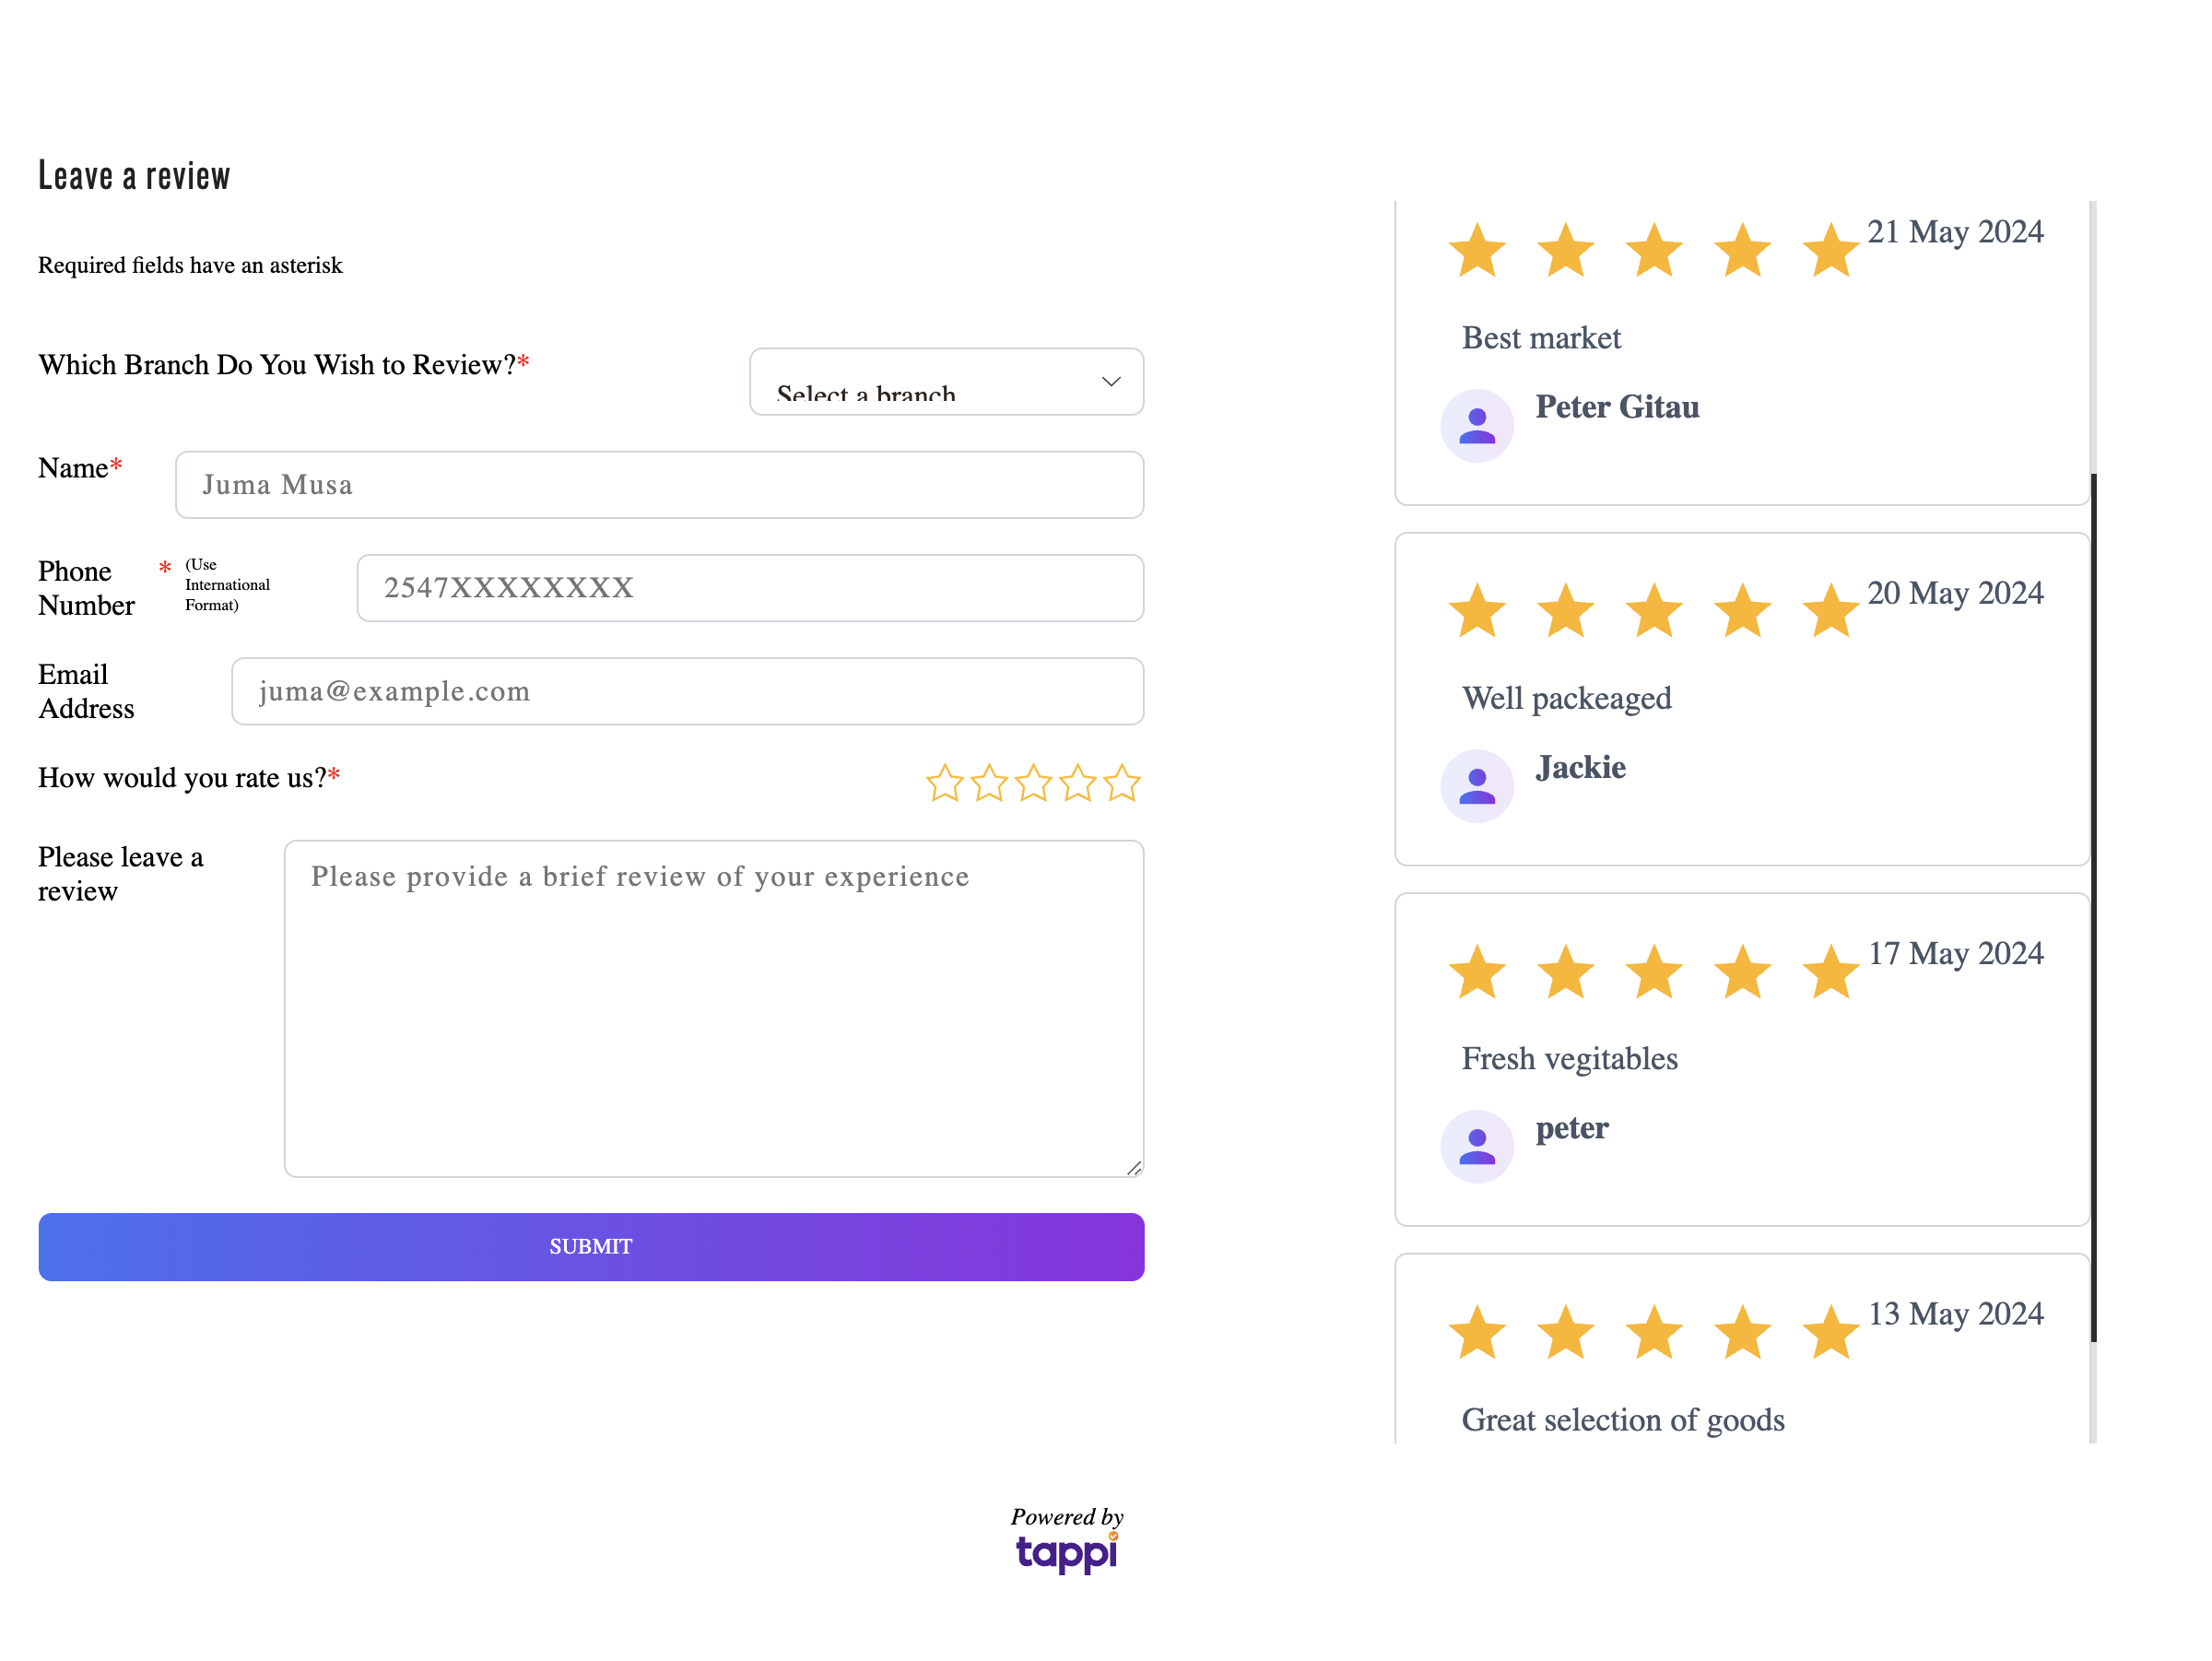 Leave a review
Required fields have an asterisk
Which Branch Do You Wish to Review?*
Select a branch
Name*
Juma Musa
Phone
Number
*
(Use
International
Format)
2547XXXXXXXX
Email
Address
juma@example.com
How would you rate us?*
Please leave a
review
Please provide a brief review of your experience
SUBMIT
21 May 2024
Best market
Peter Gitau
20 May 2024
Well packeaged
Jackie
17 May 2024
Fresh vegitables
peter
13 May 2024
Great selection of goods
Powered by
tappi